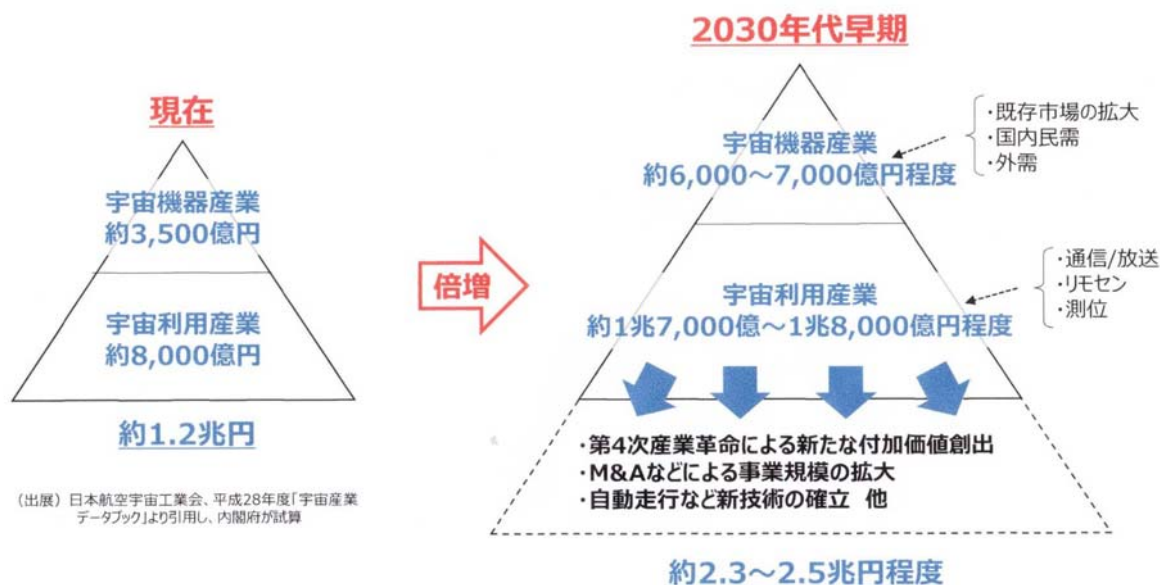 現在
宇宙機器産業
約3,500億円
宇宙利用産業
約8,000億円
約1.2兆円
(出展)日本航空宇宙工業会、平成28年度「宇宙産業
データブック」より引用し、内閣府が試算
倍増
2030年代早期
宇宙機器産業
約6,000~7,000億円程度
・既存市場の拡大
・国内民需
・外需
宇宙利用産業
約1兆7,000億~1兆8,000億円程度
・通信/放送
・リモセン
・測位
・第4次産業革命による新たな付加価値創出
・M&Aなどによる事業規模の拡大
・自動走行など新技術の確立 他
約2.3~2.5兆円程度